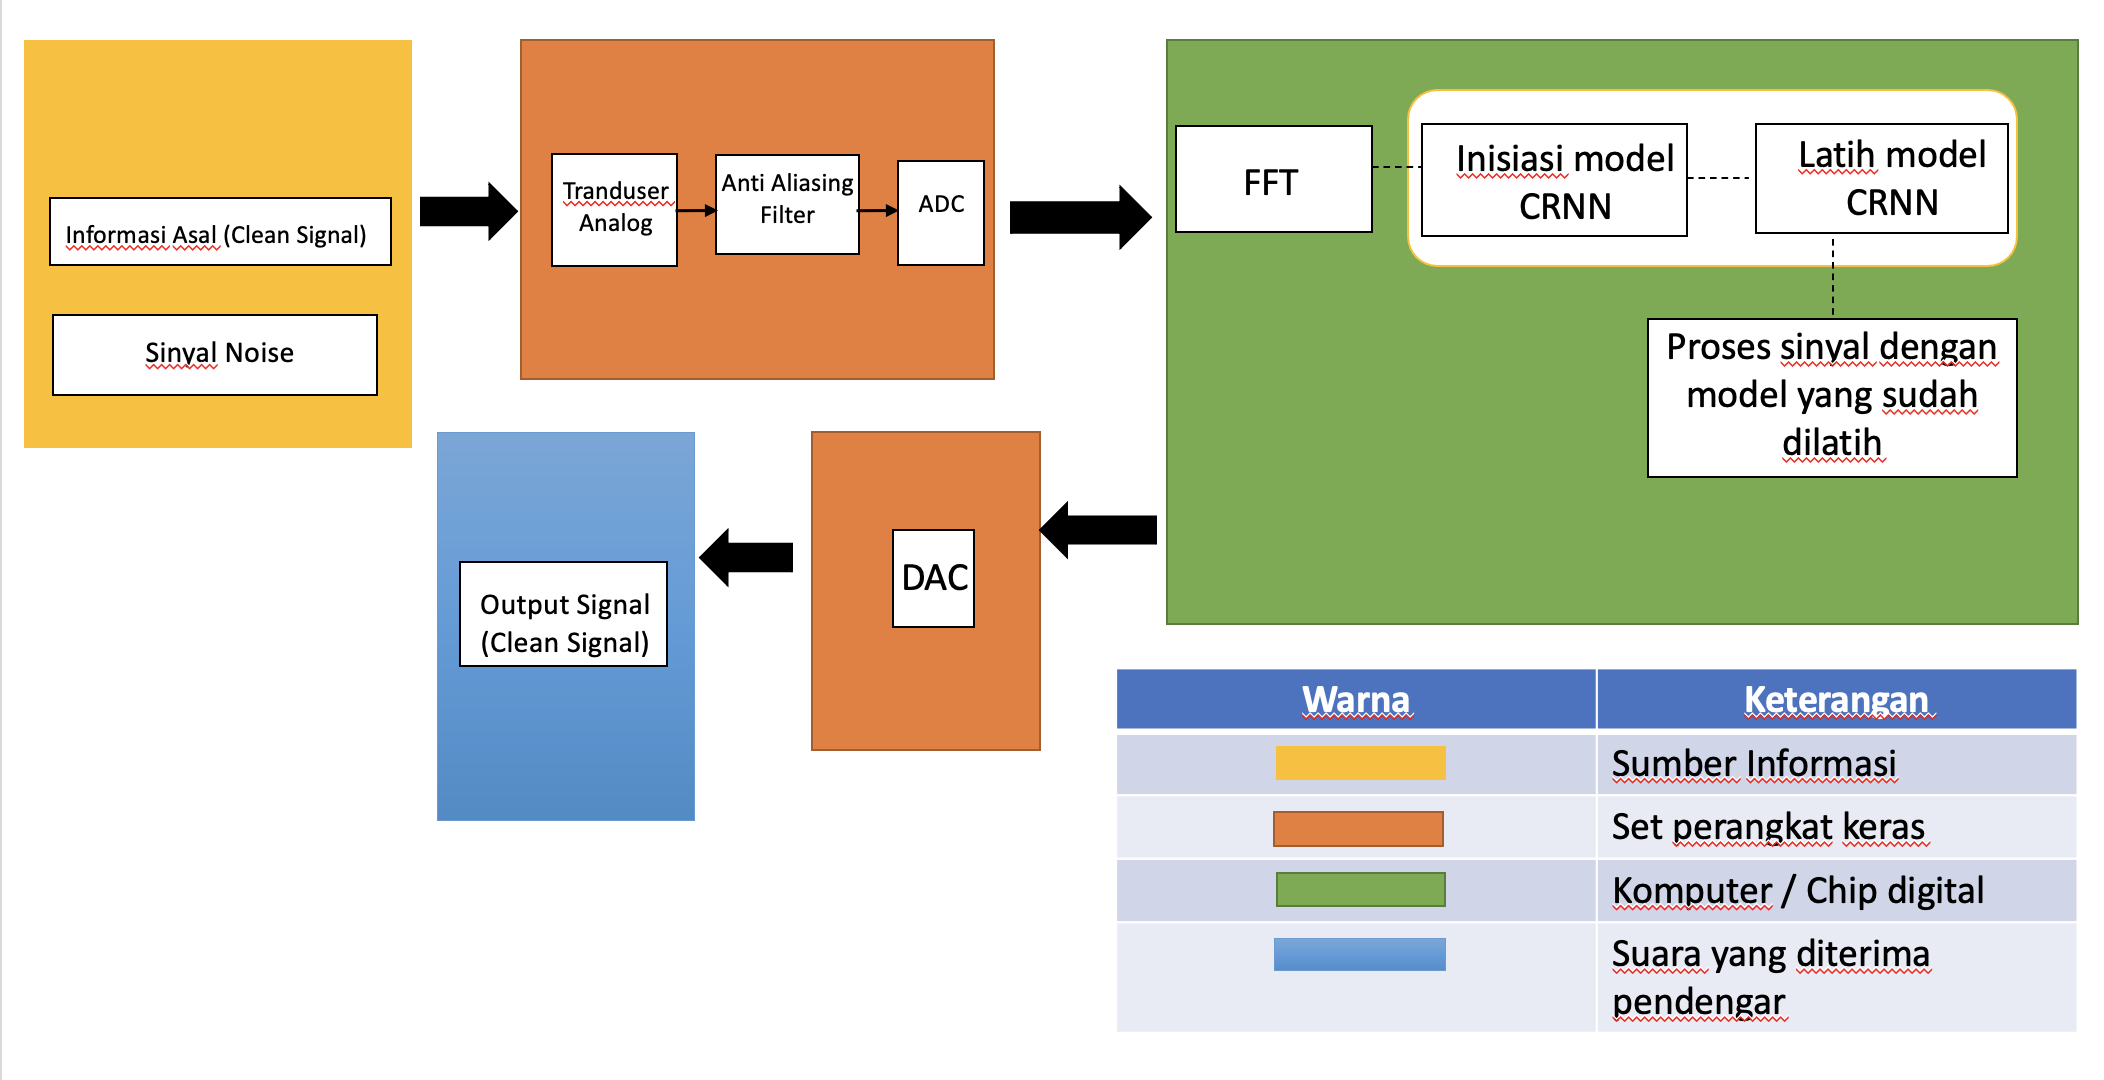 Informasi Asal (Clean Signal)
Sinyal Noise
Tranduser
Analog
Anti Aliasing
Filter
ADC
FFT
Inisiasi model
CRNN
Latih model
CRNN
Proses sinyal dengan
model yang sudah
dilatih
DAC
Output Signal
(Clean Signal)
Warna
Keterangan
Sumber Informasi
Set perangkat keras
Komputer / Chip digital
Suara yang diterima
pendengar